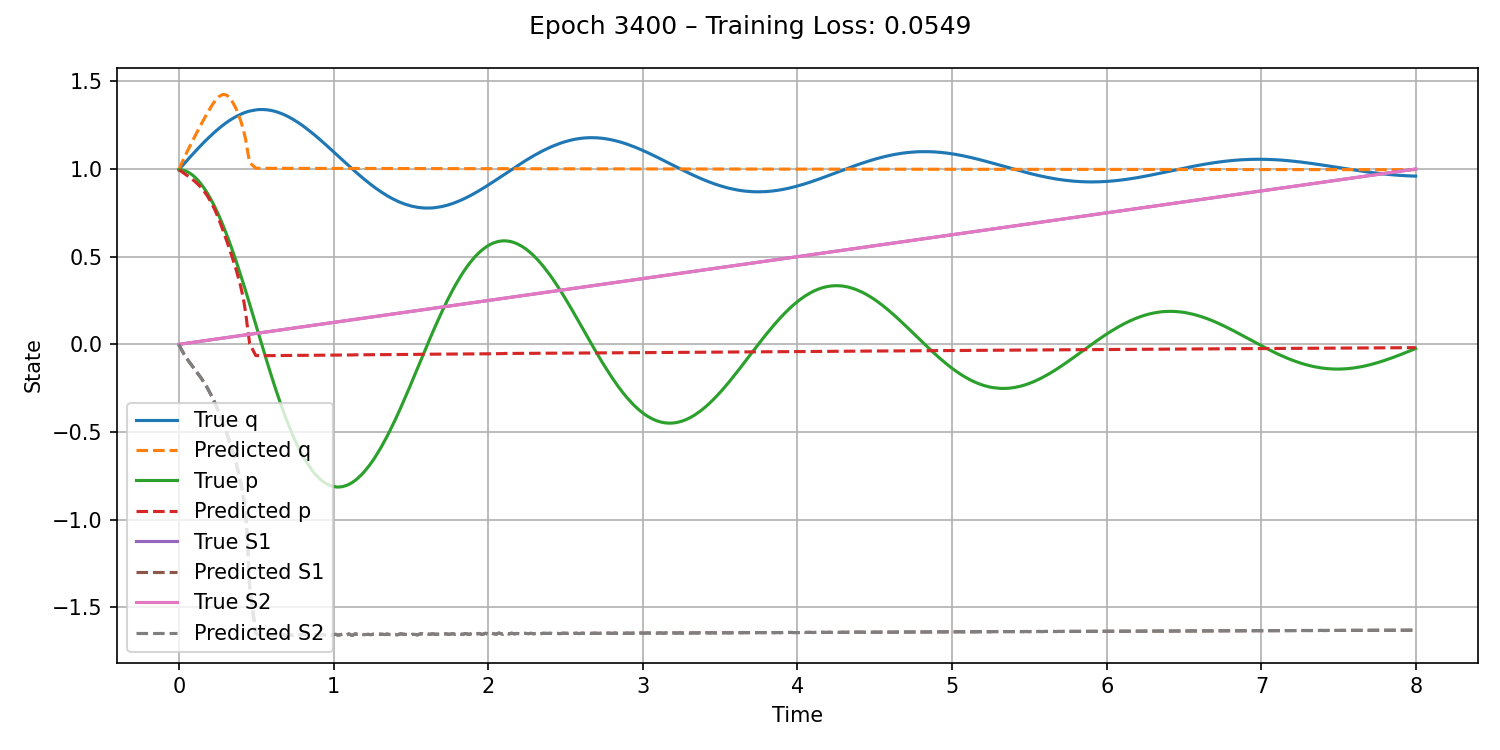 Epoch 3400 – Training Loss: 0.0549
1.5
1.0
0.5
0.0
−0.5
−1.0
−1.5
State
True q
Predicted q
True p
Predicted p
True S1
Predicted S1
True S2
Predicted S2
0 1 2 3 4 5 6 7 8
Time